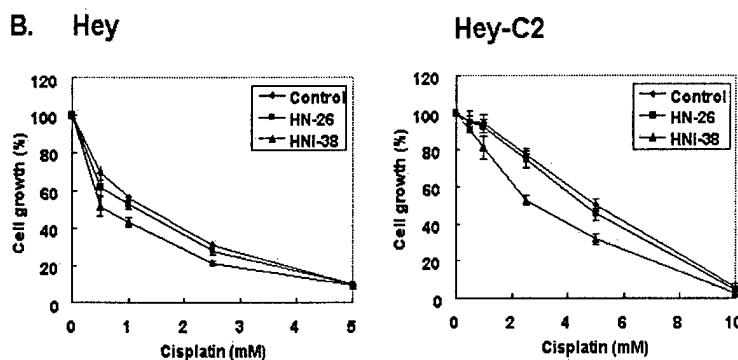 B. Hey
Hey-C2
120
100
80
60
40
20
0
Cell growth (%)
Control
HN-26
HNI-38
0 1 2 3 4 5
Cisplatin (mM)
120
100
80
60
40
20
0
Cell growth (%)
Control
HN-26
HNI-38
0 2 4 6 8 10
Cisplatin (mM)